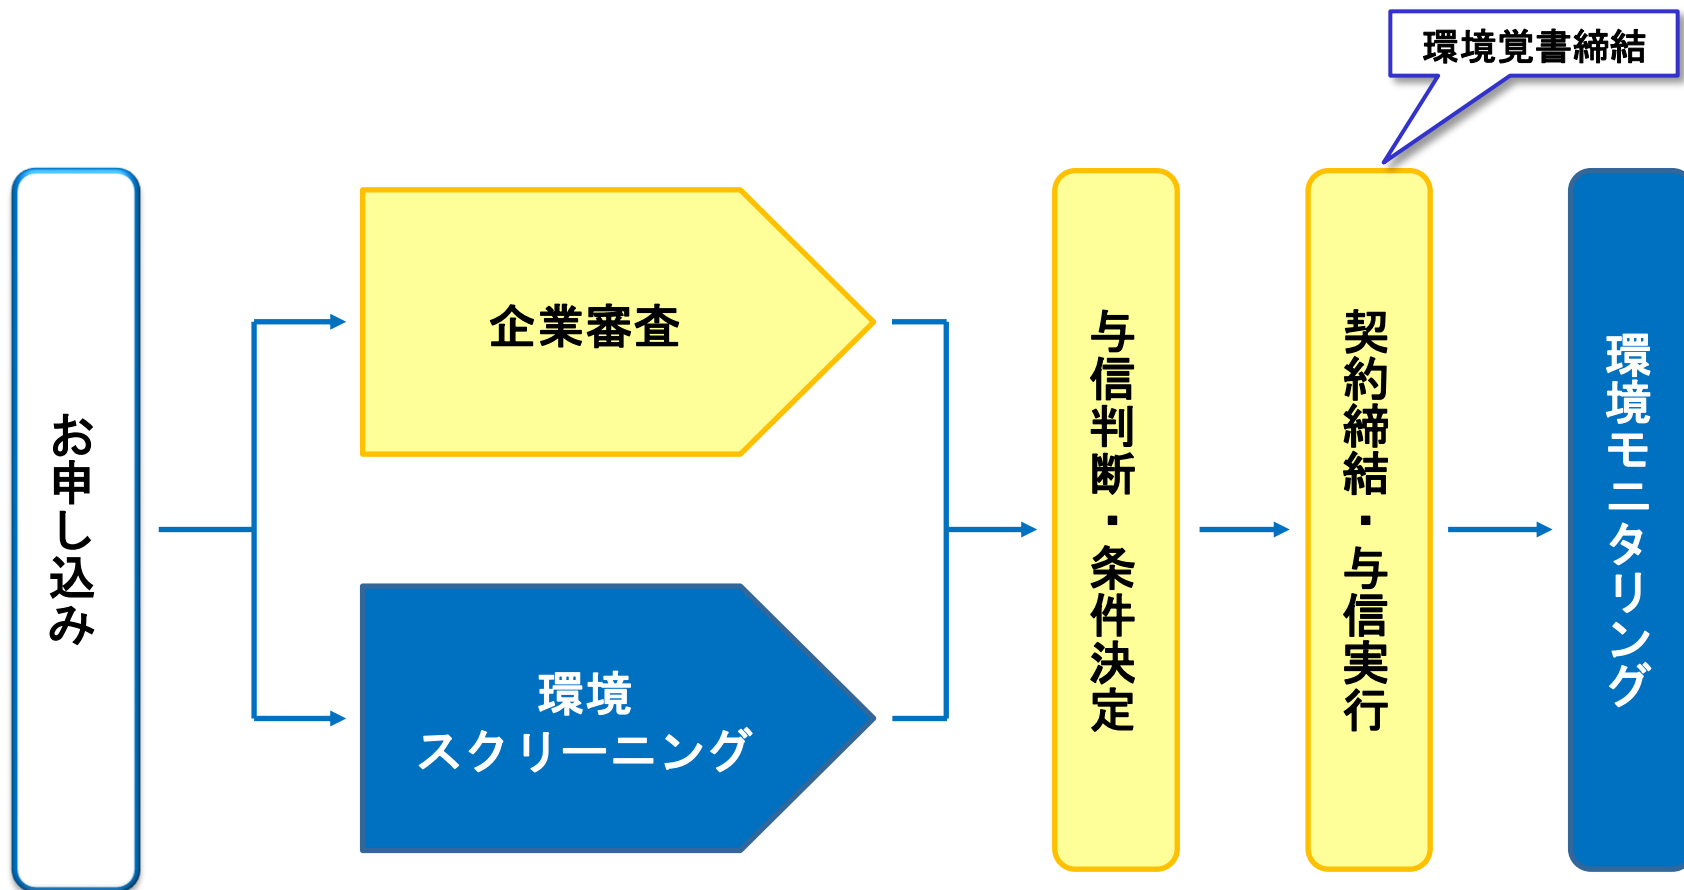 環境覚書締結
お申し込み
企業審査
環境
スクリーニング
与信判断・条件決定
契約締結・与信実行
環境モニタリング